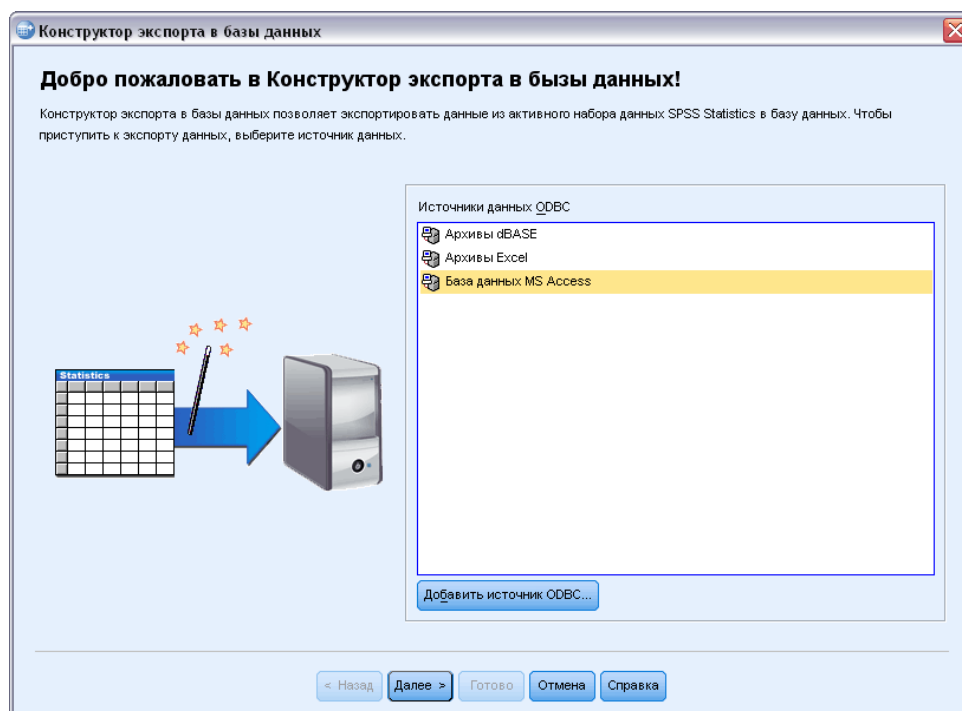 Конструктор экспорта в базы данных
Добро пожаловать в Конструктор экспорта в бызы данных!
Конструктор экспорта в базы данных позволяет экспортировать данные из активного набора данных SPSS Statistics в базу данных. Чтобы
приступить к экспорту данных, выберите источник данных.
Источники данных ODBC
Архивы dBASE
Архивы Excel
База данных MS Access
Statistics
Добавить источник ODBC...
< Назад
Далее >
Готово
Отмена
Справка